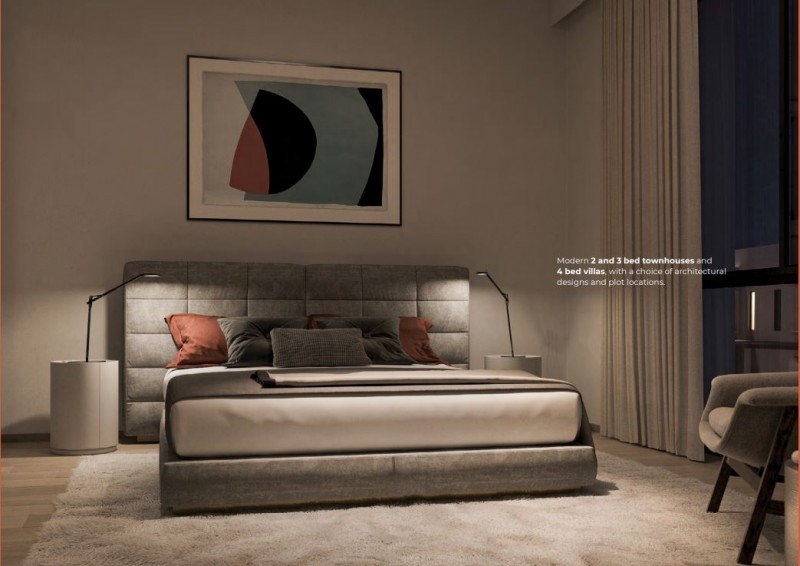 Modern 2 and 3 bed townhouses and
4 bed villas, with a choice of architectural
designs and plot locations.